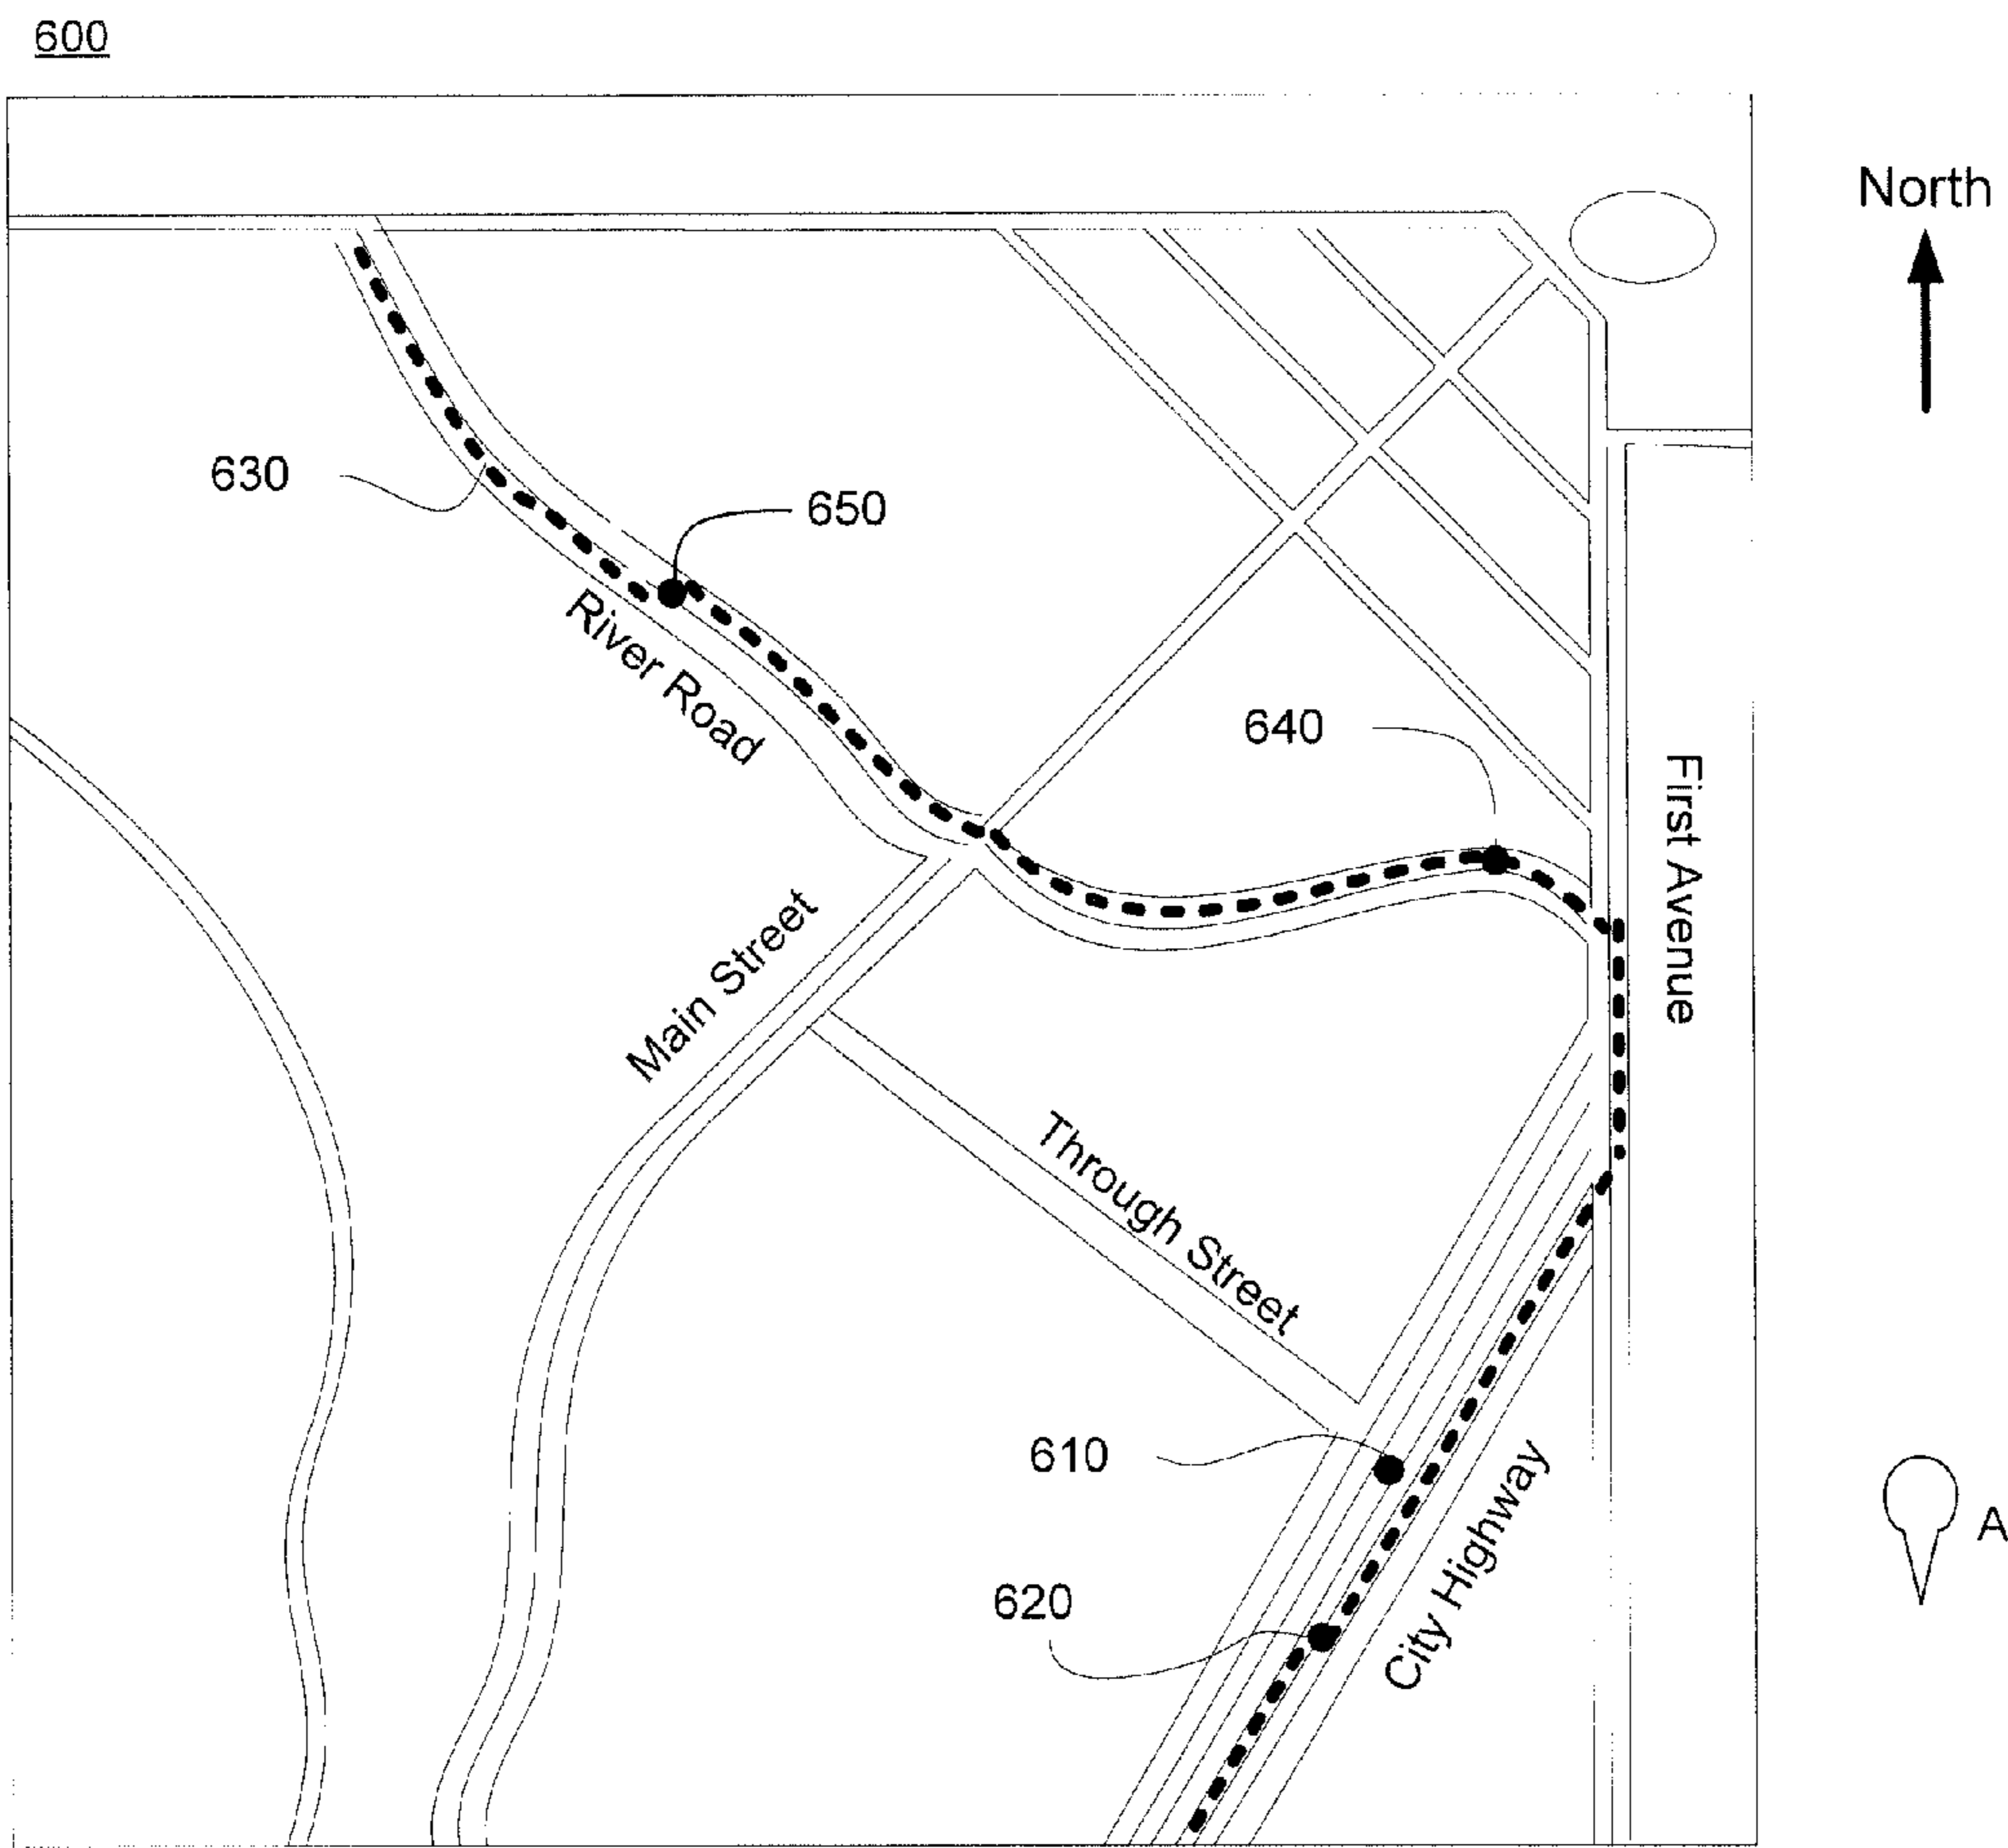 600
North
630
650
River Road
640
First Avenue
Main Street
Through Street
610
City Highway
620
A